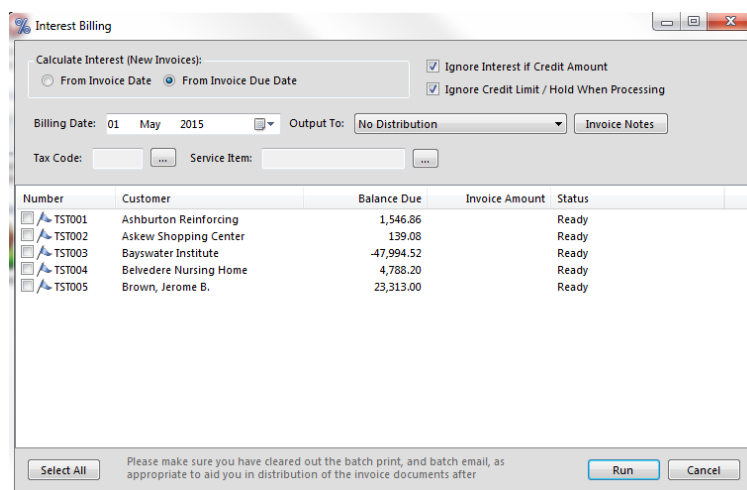 Interest Billing
Calculate Interest (New Invoices):
From Invoice Date From Invoice Due Date
Ignore Interest if Credit Amount
Ignore Credit Limit / Hold When Processing
Billing Date: 01 May 2015 Output To: No Distribution Invoice Notes
Tax Code: ... Service Item: ...
Number Customer Balance Due Invoice Amount Status
TST001 Ashburton Reinforcing 1,546.86 Ready
TST002 Askew Shopping Center 139.08 Ready
TST003 Bayswater Institute -47,994.52 Ready
TST004 Belvedere Nursing Home 4,788.20 Ready
TST005 Brown, Jerome B. 23,313.00 Ready
Select All
Please make sure you have cleared out the batch print, and batch email, as
appropriate to aid you in distribution of the invoice documents after
Run Cancel